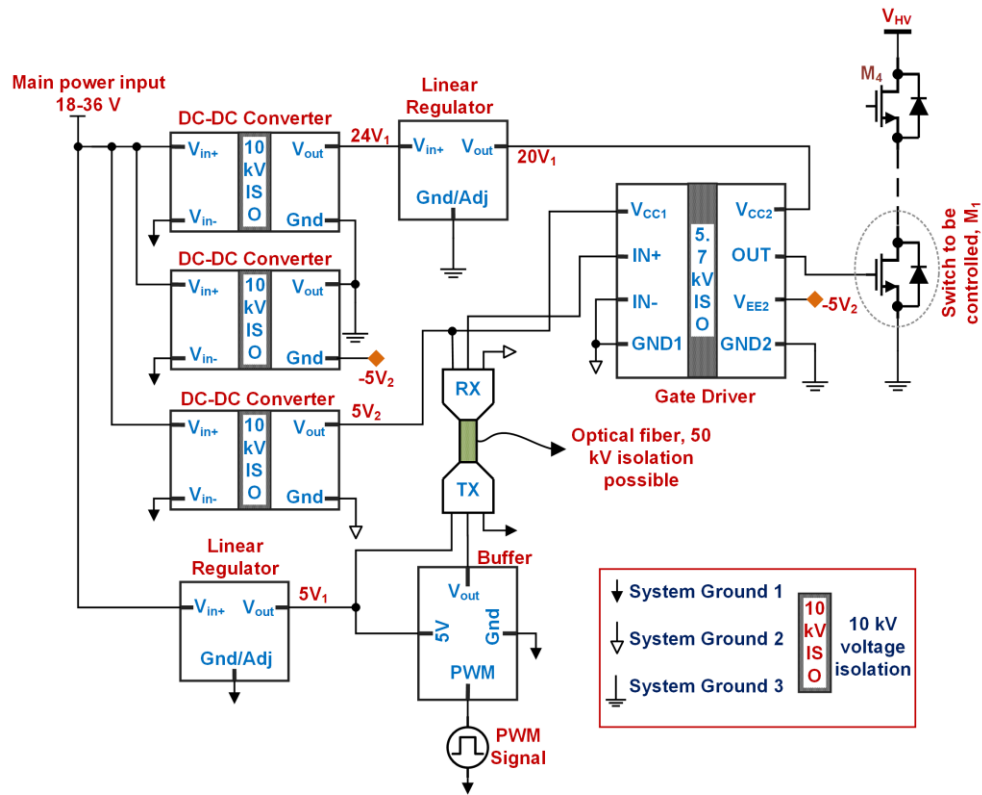 Main power input
18-36 V
DC-DC Converter
Vin+
Vin-
10
kV
IS
O
Vout
Gnd
24V1
Linear
Regulator
Vin+
Vout
Gnd/Adj
20V1
DC-DC Converter
Vin+
Vin-
10
kV
IS
O
Vout
Gnd
-5V2
DC-DC Converter
Vin+
Vin-
10
kV
IS
O
Vout
Gnd
5V2
Linear
Regulator
Vin+
Vout
Gnd/Adj
5V1
RX
TX
Optical fiber, 50
kV isolation
possible
Buffer
Vout
5V
Gnd
PWM
PWM
Signal
VCC1
IN+
IN-
GND1
5.
7
kV
IS
O
VCC2
OUT
VEE2
GND2
-5V2
Gate Driver
VHV
M4
Switch to be
controlled, M1
System Ground 1
System Ground 2
System Ground 3
10
kV
IS
O
10 kV
voltage
isolation